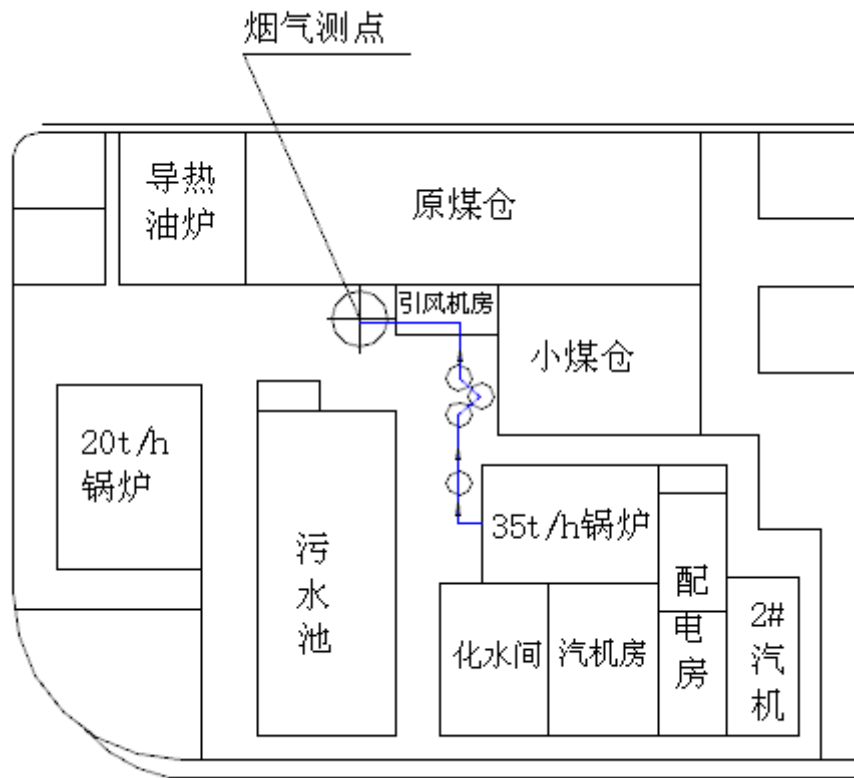 烟气测点
导热
油炉
原煤仓
引风机房
小煤仓
20t/h
锅炉
污
水
池
35t/h锅炉
配
电
房
化水间
汽机房
2#
汽
机